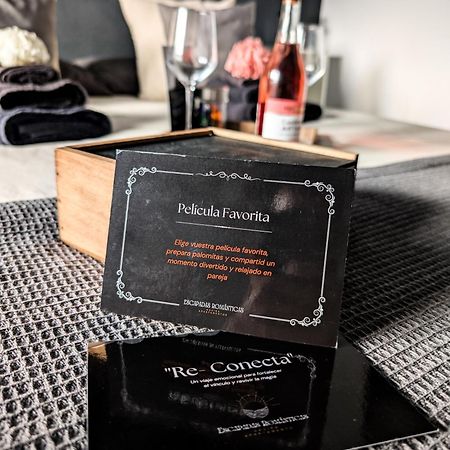 Película Favorita
Elige vuestra película favorita,
prepara palomitas y compartid un
momento divertido y relajado en
pareja
Escapadas Románticas
"Re- Conecta"
Un viaje emocional para fortalecer
el vínculo y revivir la magia
Escapadas Románticas